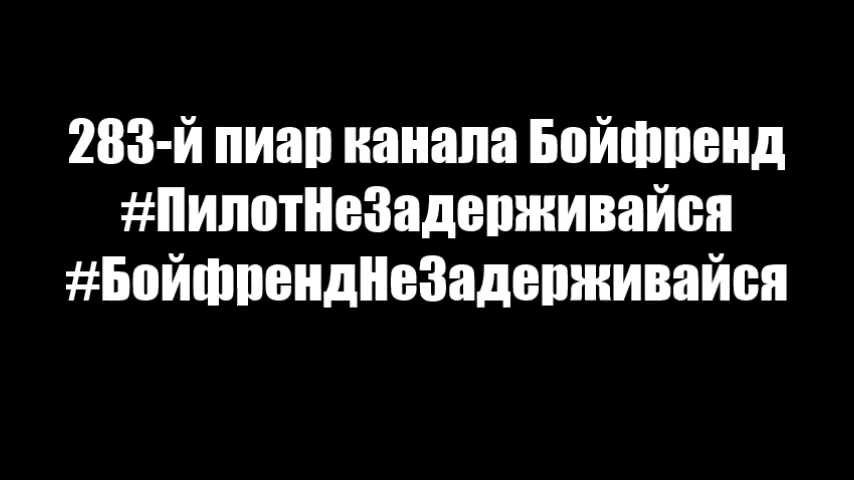 283-й пиар канала Бойфренд
#ПилотНеЗадерживайся
#БойфрендНеЗадерживайся